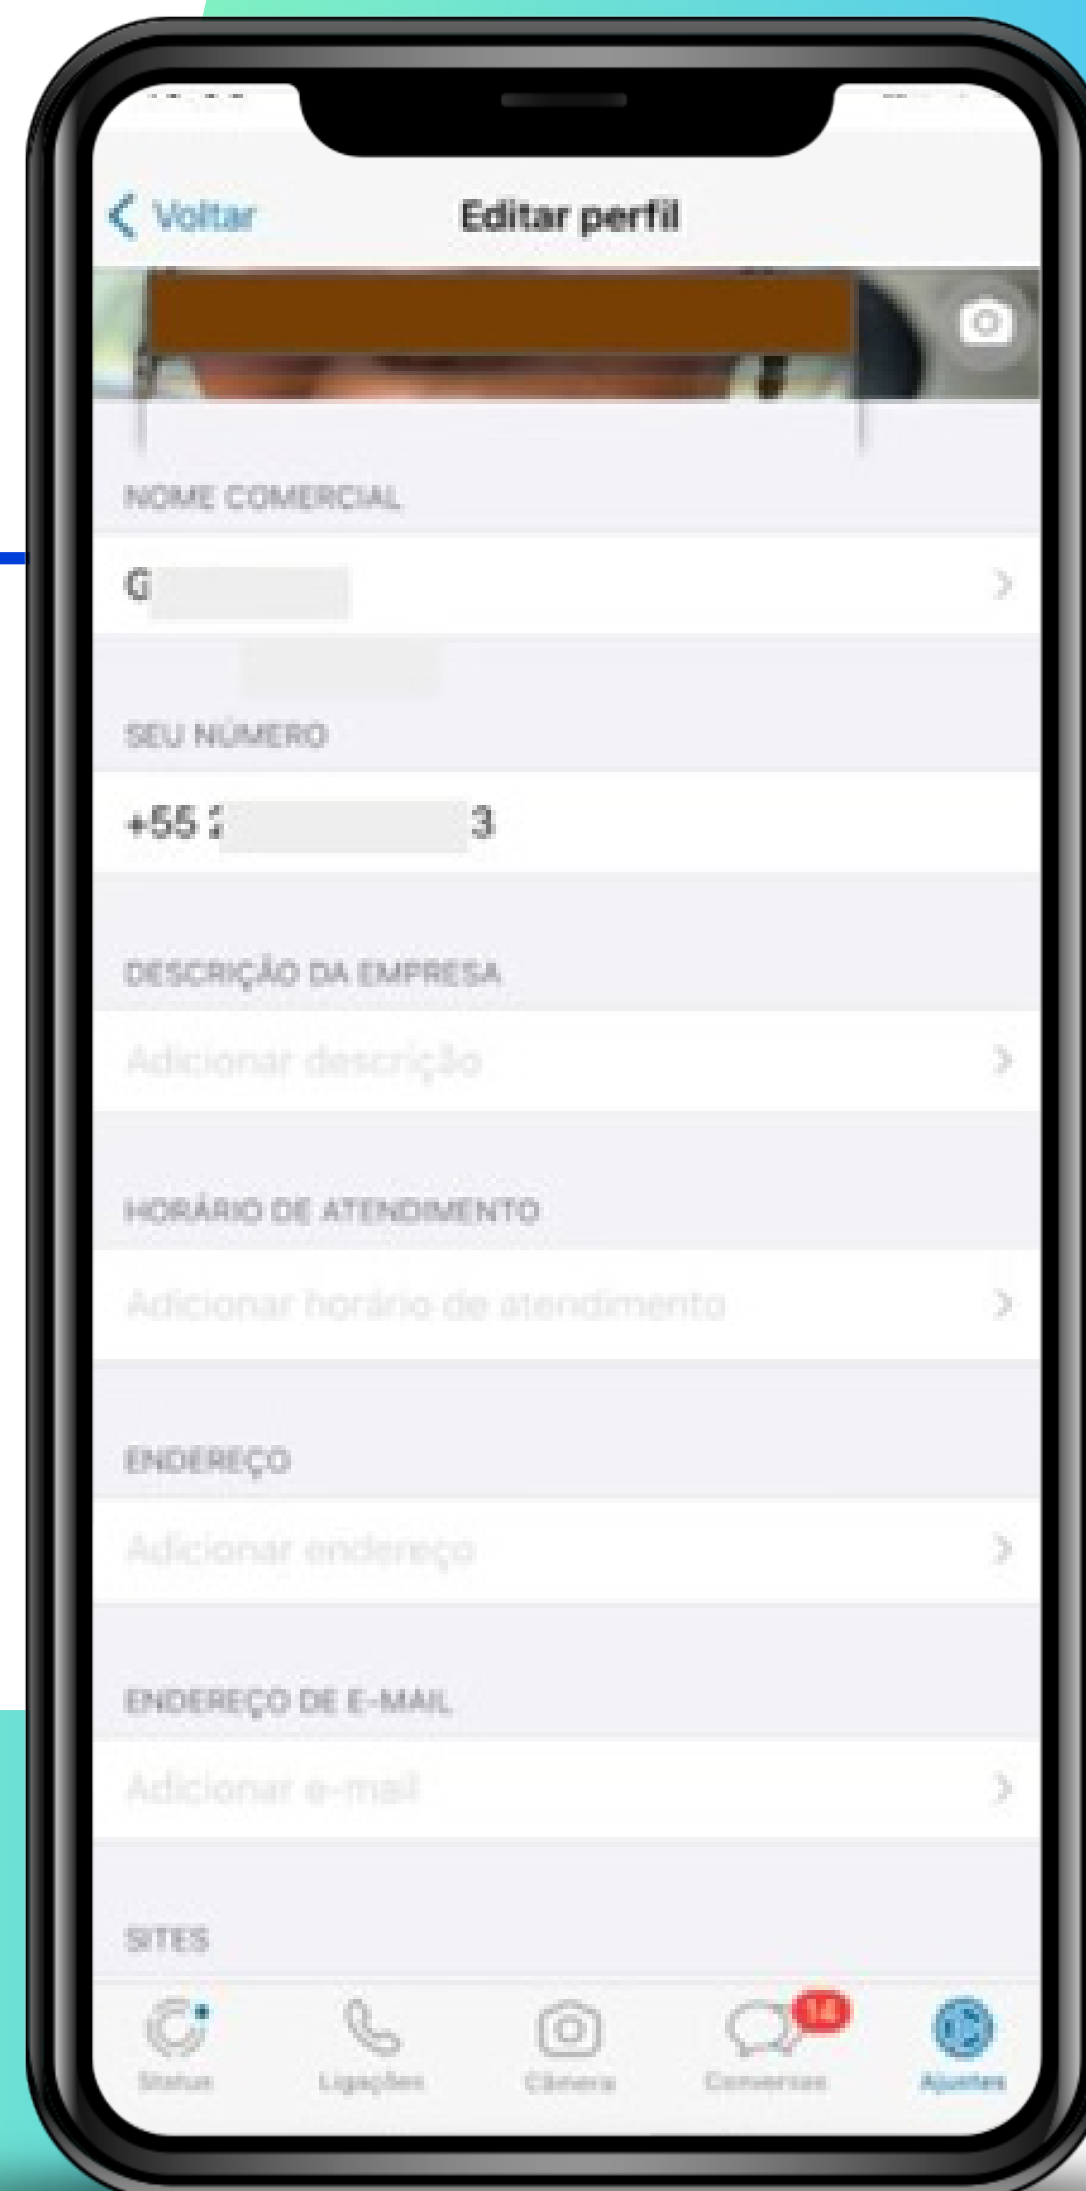 Voltar
Editar perfil
NOME COMERCIAL
G
SEU NÚMERO
+55 3
DESCRIÇÃO DA EMPRESA
Adicionar descrição
HORÁRIO DE ATENDIMENTO
Adicionar horário de atendimento
ENDEREÇO
Adicionar endereço
ENDEREÇO DE E-MAIL
Adicionar e-mail
SITES
14
Status Ligações Câmera Conversas Ajustes